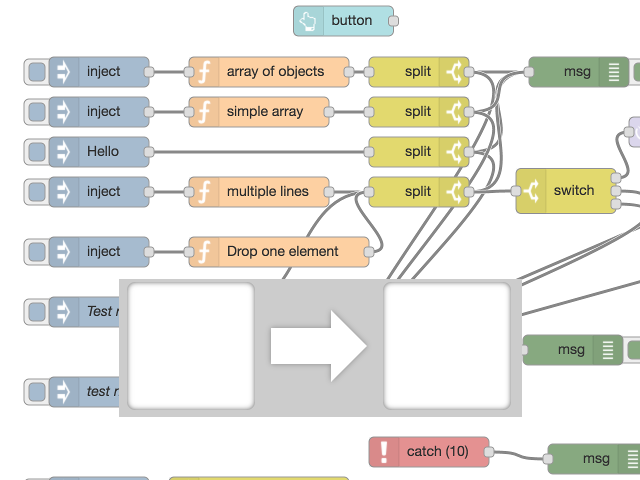 button
inject array of objects split msg
inject simple array split
Hello split
inject multiple lines split switch
inject Drop one element
Test
msg
test
catch (10) msg